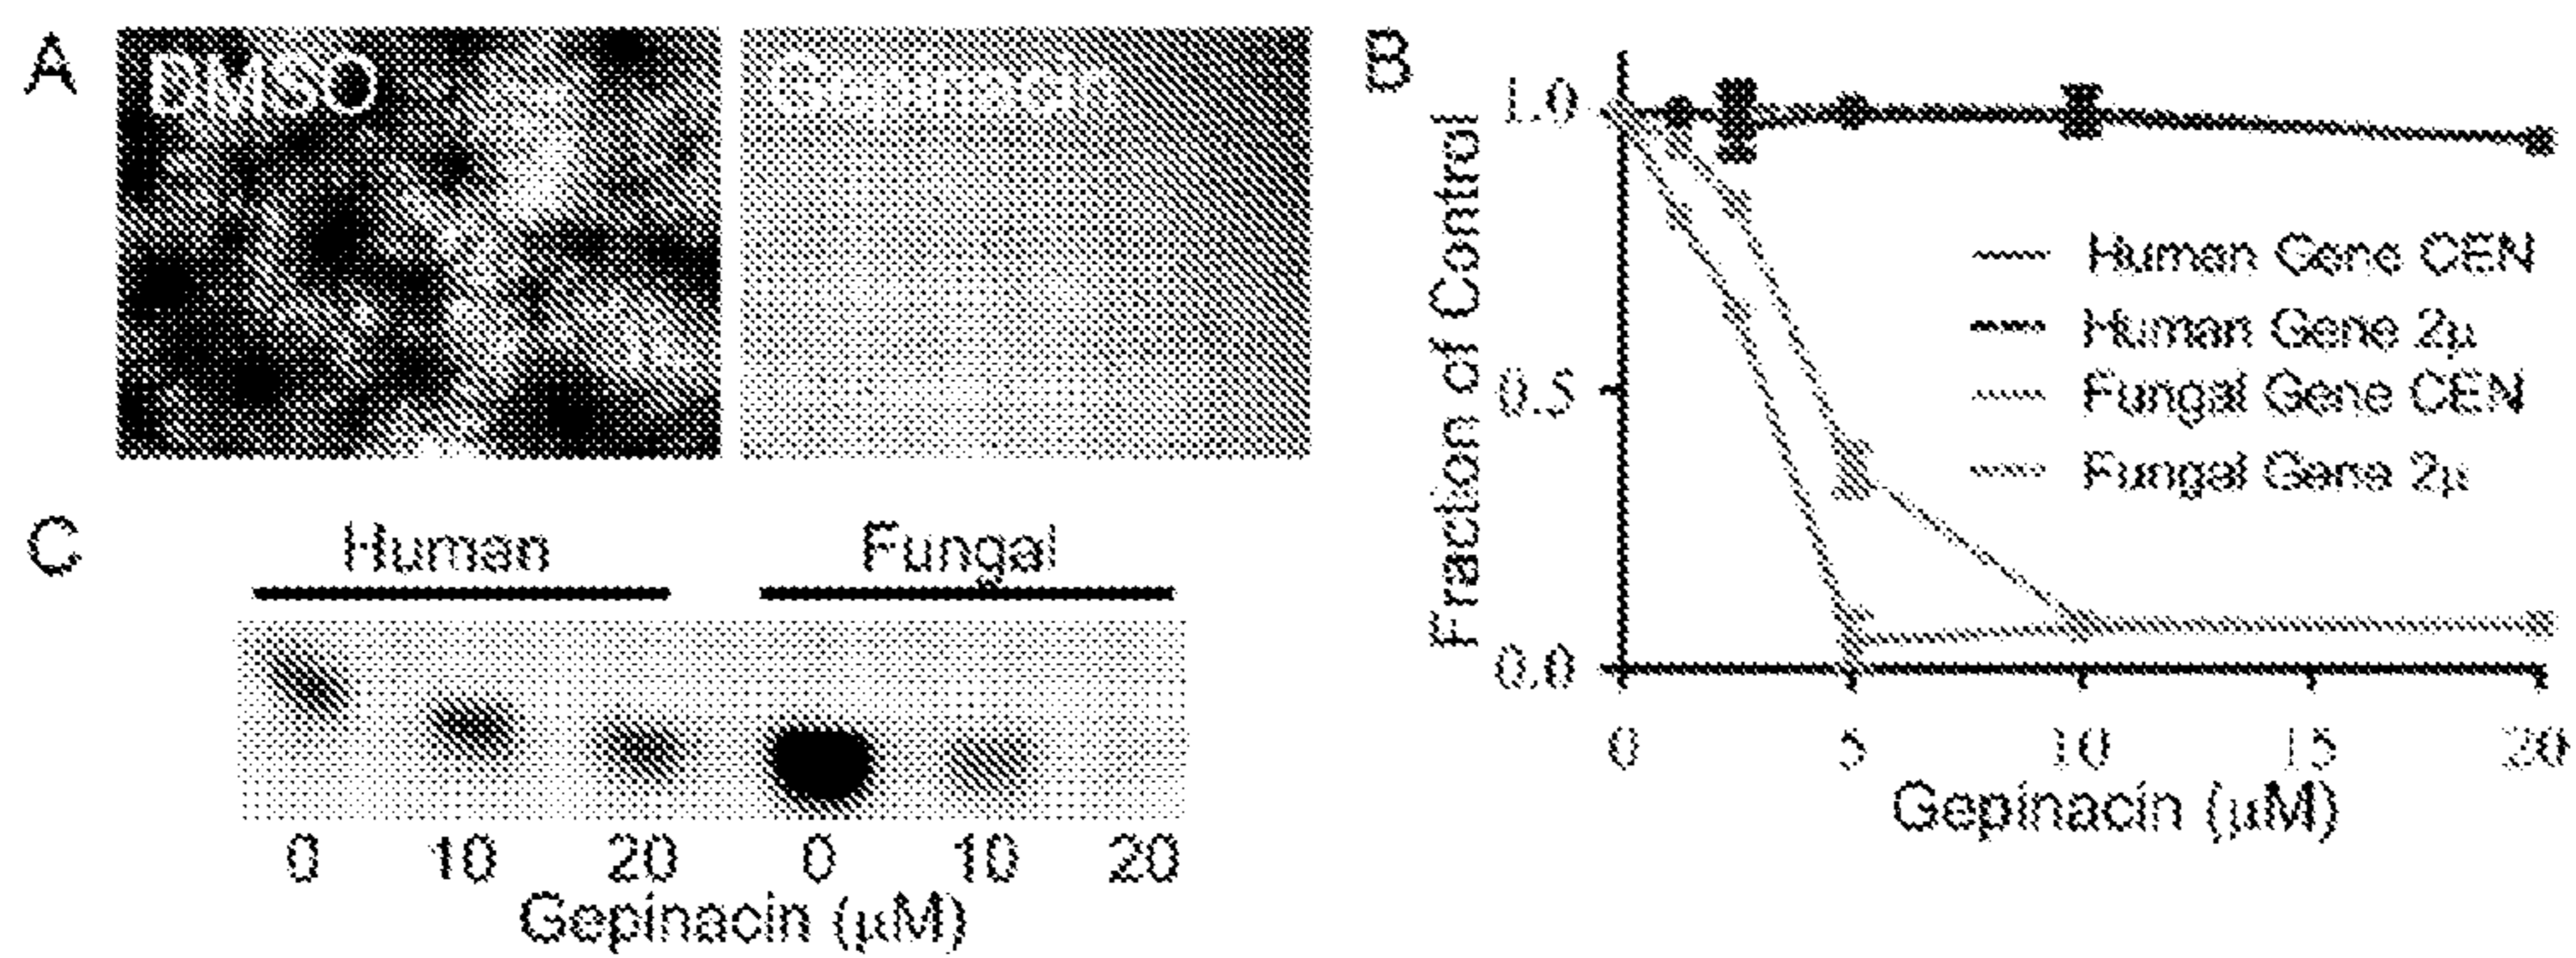 A
DMSO
Gepinacin
B
1.0
0.5
0.0
Fraction of Control
Human Gene CEN
Human Gene 2µ
Fungal Gene CEN
Fungal Gene 2µ
0 5 10 15 20
Gepinacin (µM)
C
Human Fungal
0 10 20 0 10 20
Gepinacin (µM)